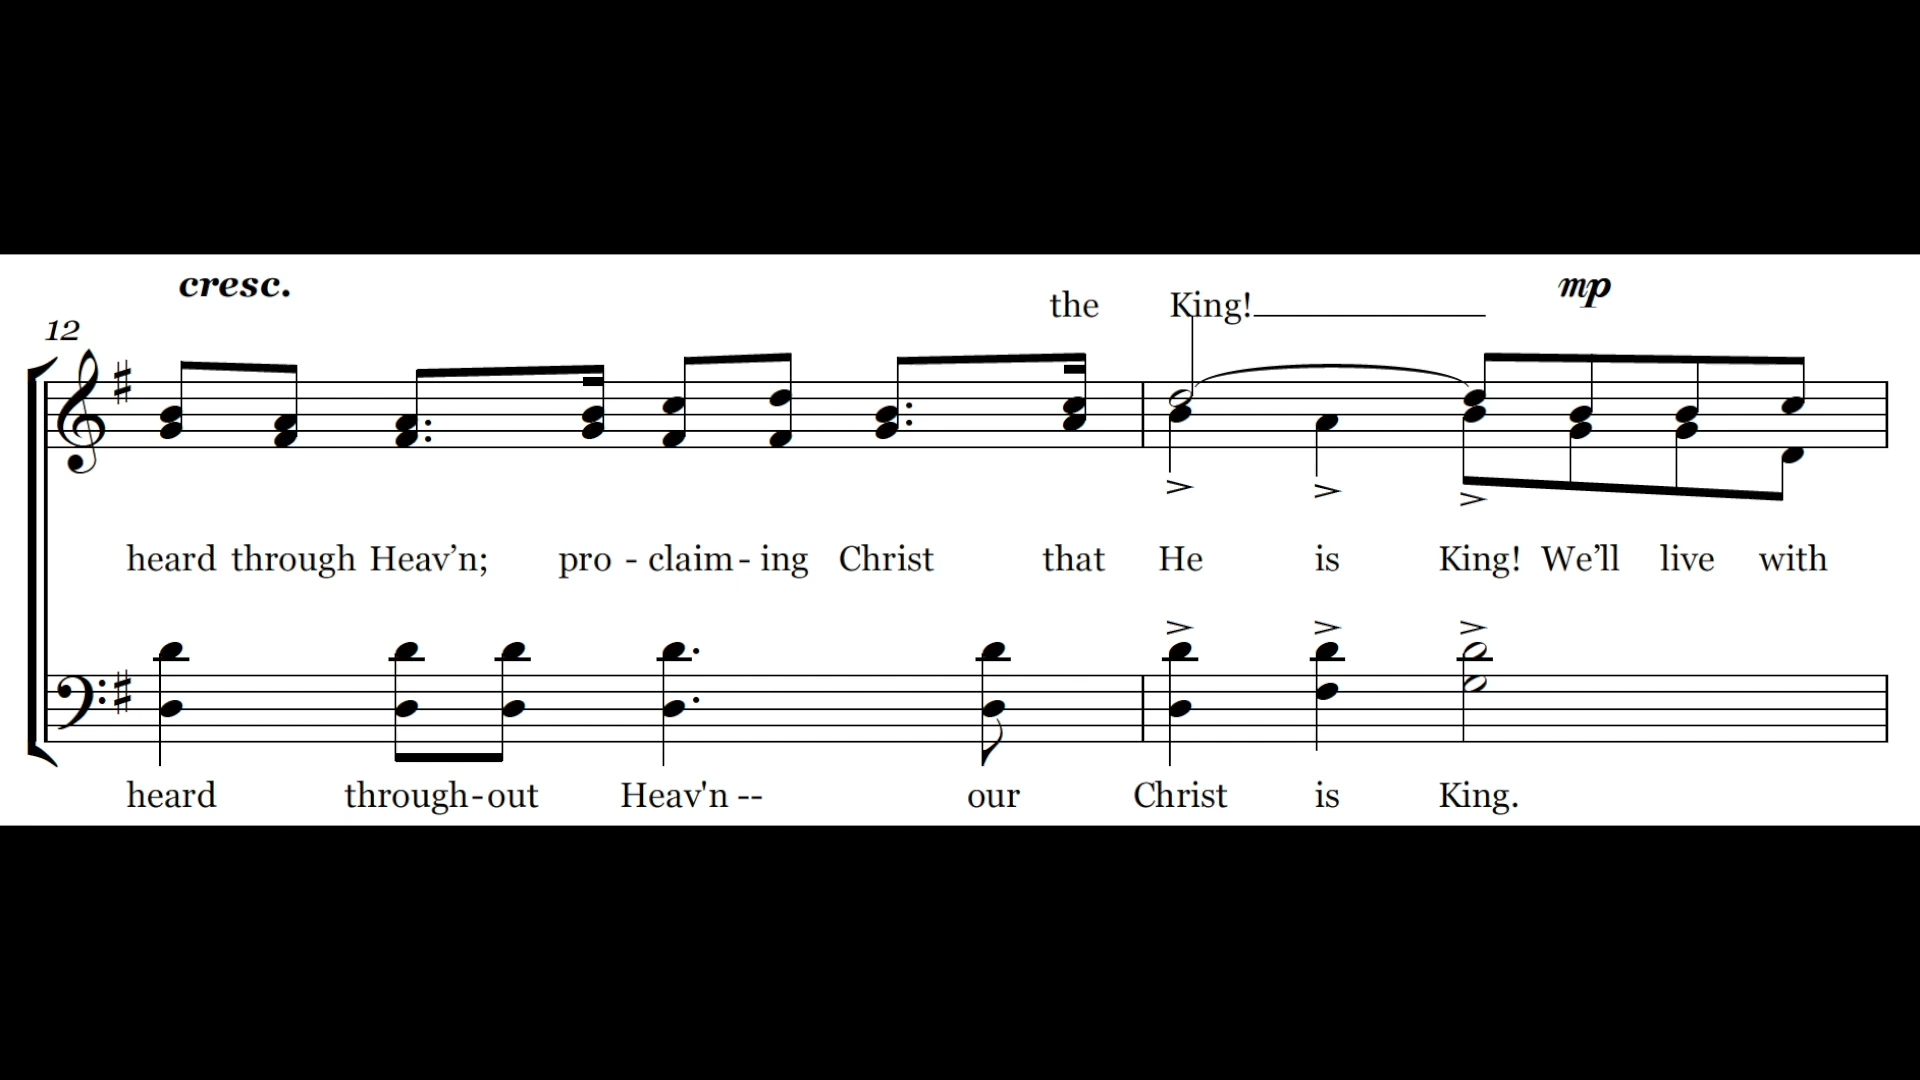 cresc. mp
the King!
12
heard through Heav’n; pro - claim - ing Christ that He is King! We’ll live with
heard through - out Heav'n -- our Christ is King.